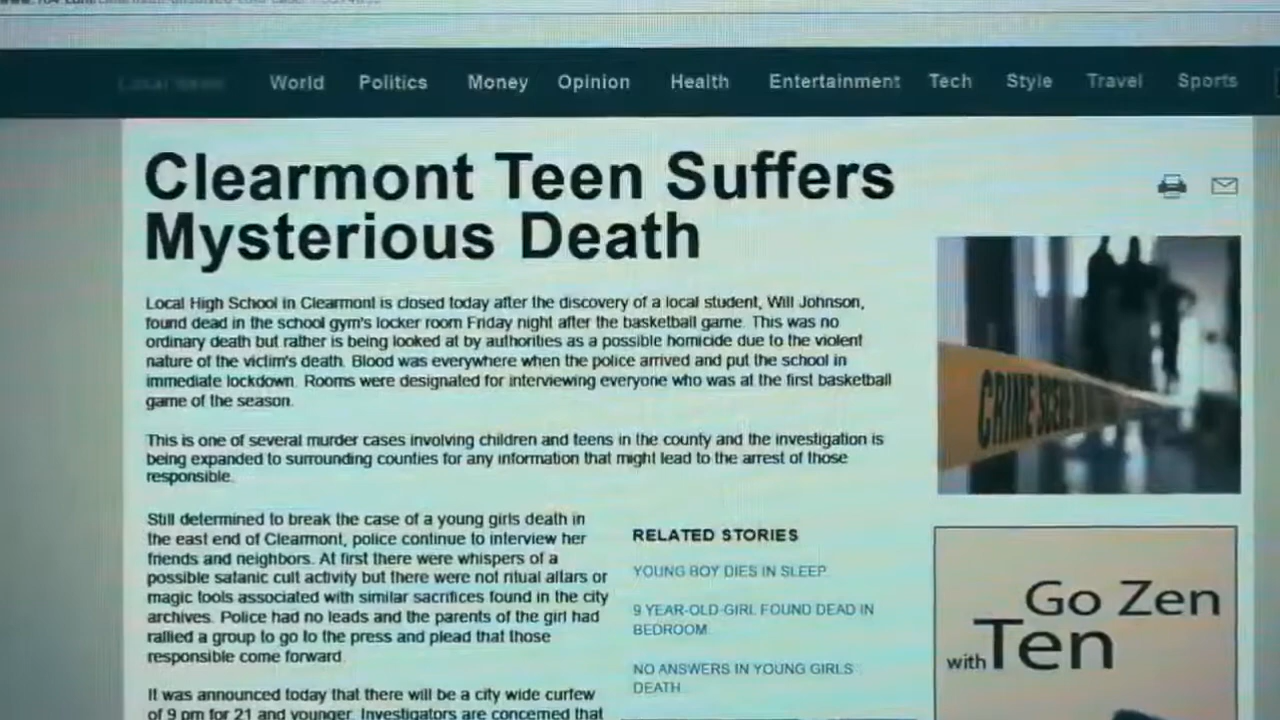 World Politics Money Opinion Health Entertainment Tech Style Travel Sports
Clearmont Teen Suffers
Mysterious Death
Local High School in Clearmont is closed today after the discovery of a local student, Will Johnson,
found dead in the school gym's locker room Friday night after the basketball game. This was no
ordinary death but rather is being looked at by authorities as a possible homicide due to the violent
nature of the victim's death. Blood was everywhere when the police arrived and put the school in
immediate lockdown. Rooms were designated for interviewing everyone who was at the first basketball
game of the season.
This is one of several murder cases involving children and teens in the county and the investigation is
being expanded to surrounding counties for any information that might lead to the arrest of those
responsible.
Still determined to break the case of a young girls death in
the east end of Clearmont, police continue to interview her
friends and neighbors. At first there were whispers of a
possible satanic cult activity but there were not ritual altars or
magic tools associated with similar sacrifices found in the city
archives. Police had no leads and the parents of the girl had
rallied a group to go to the press and plead that those
responsible come forward
It was announced today that there will be a city wide curfew
of 9 pm for 21 and younger. Investigators are concerned that
RELATED STORIES
YOUNG BOY DIES IN SLEEP
9 YEAR-OLD-GIRL FOUND DEAD IN
BEDROOM
NO ANSWERS IN YOUNG GIRLS
DEATH
CRIME SCENE
Go Zen
with Ten